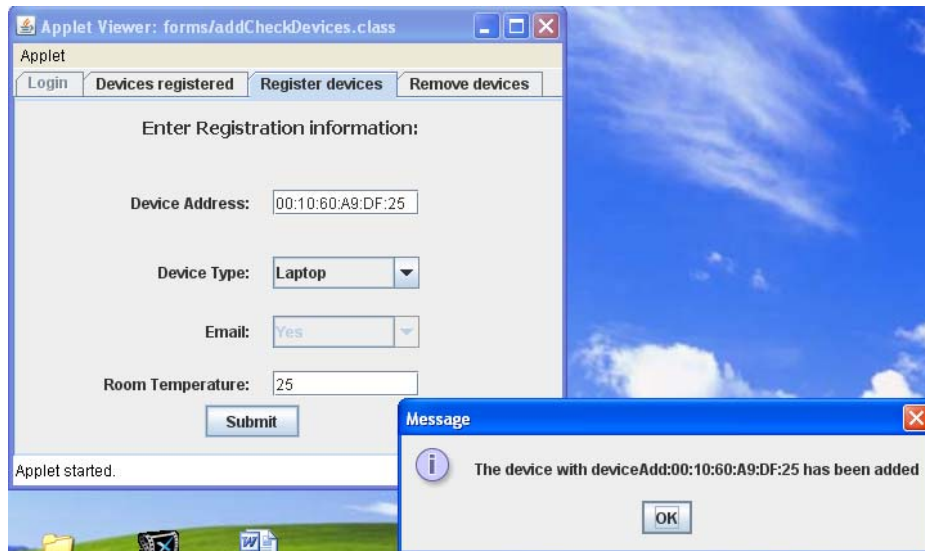 Applet Viewer: forms/addCheckDevices.class
Applet
Login Devices registered Register devices Remove devices
Enter Registration information:
Device Address: 00:10:60:A9:DF:25
Device Type: Laptop
Email: Yes
Room Temperature: 25
Submit
Applet started.
Message
The device with deviceAdd:00:10:60:A9:DF:25 has been added
OK